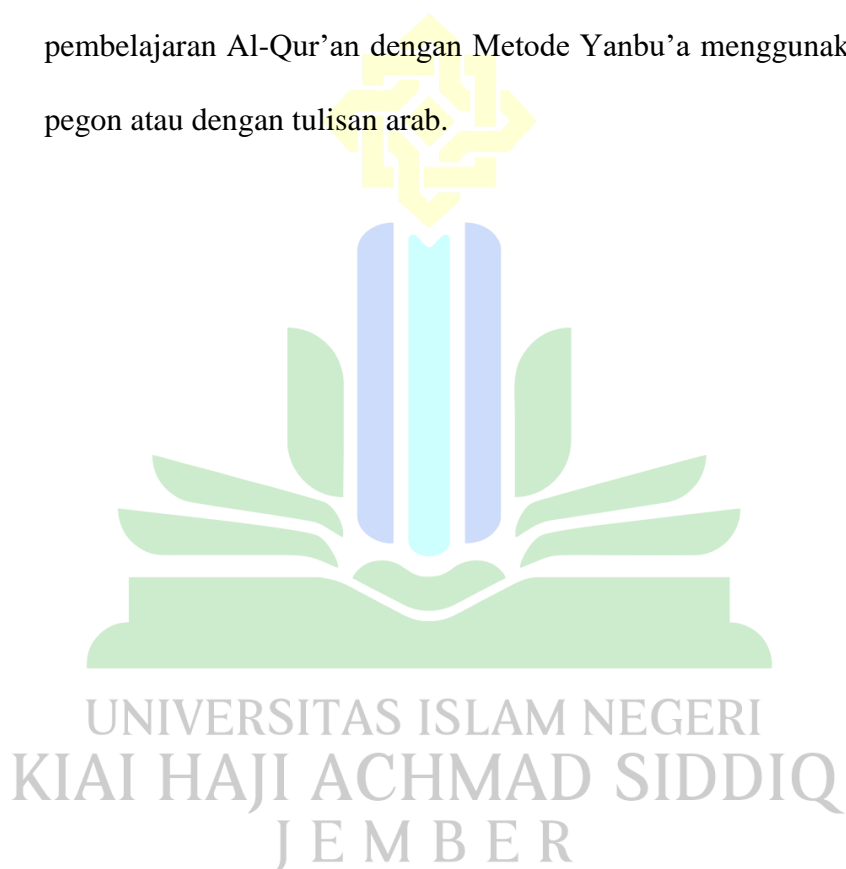 pembelajaran Al-Qur’an dengan Metode Yanbu’a menggunak
pegon atau dengan tulisan arab.
UNIVERSITAS ISLAM NEGERI
KIAI HAJI ACHMAD SIDDIQ
JEMBER